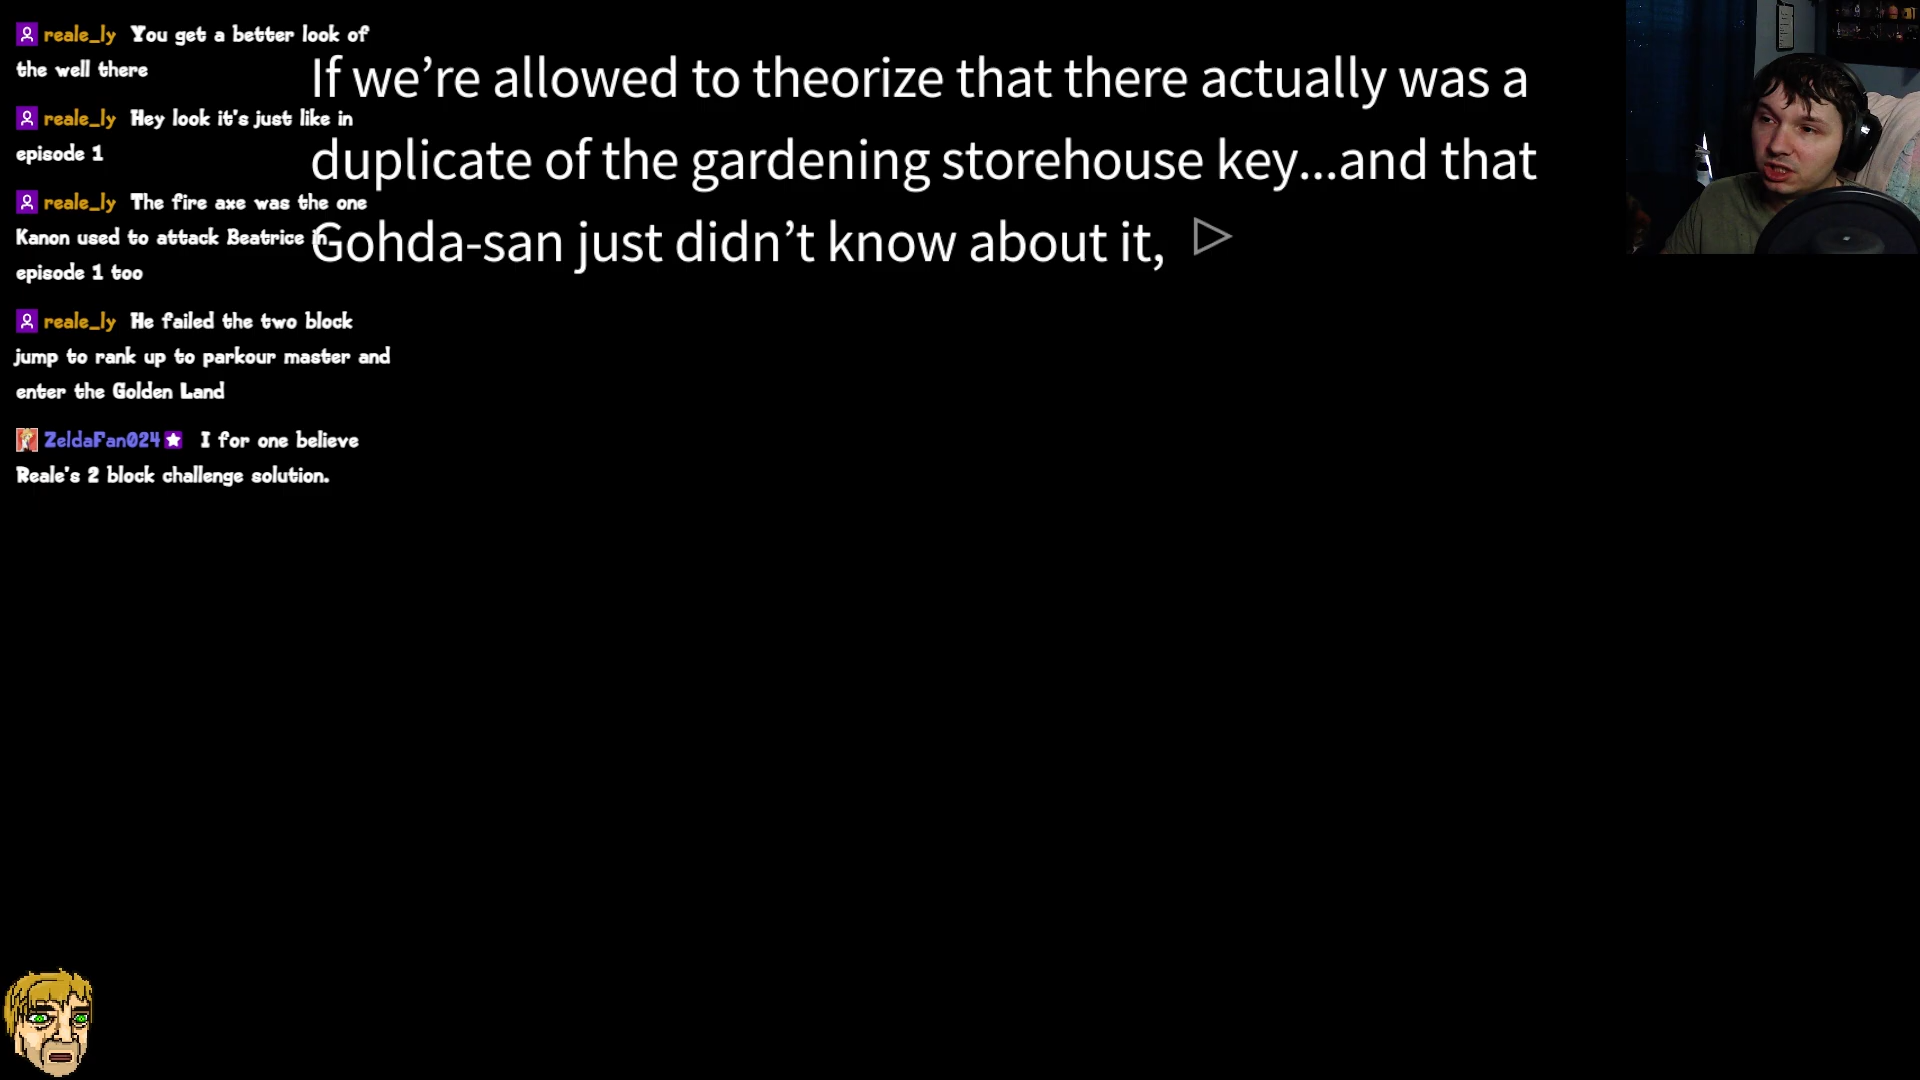 reale_ly You get a better look of
the well there
reale_ly Hey look it's just like in
episode 1
reale_ly The fire axe was the one
Kanon used to attack Beatrice in
episode 1 too
reale_ly He failed the two block
jump to rank up to parkour master and
enter the Golden Land
ZeldaFan024 I for one believe
Reale's 2 block challenge solution.
If we’re allowed to theorize that there actually was a
duplicate of the gardening storehouse key...and that
Gohda-san just didn’t know about it,